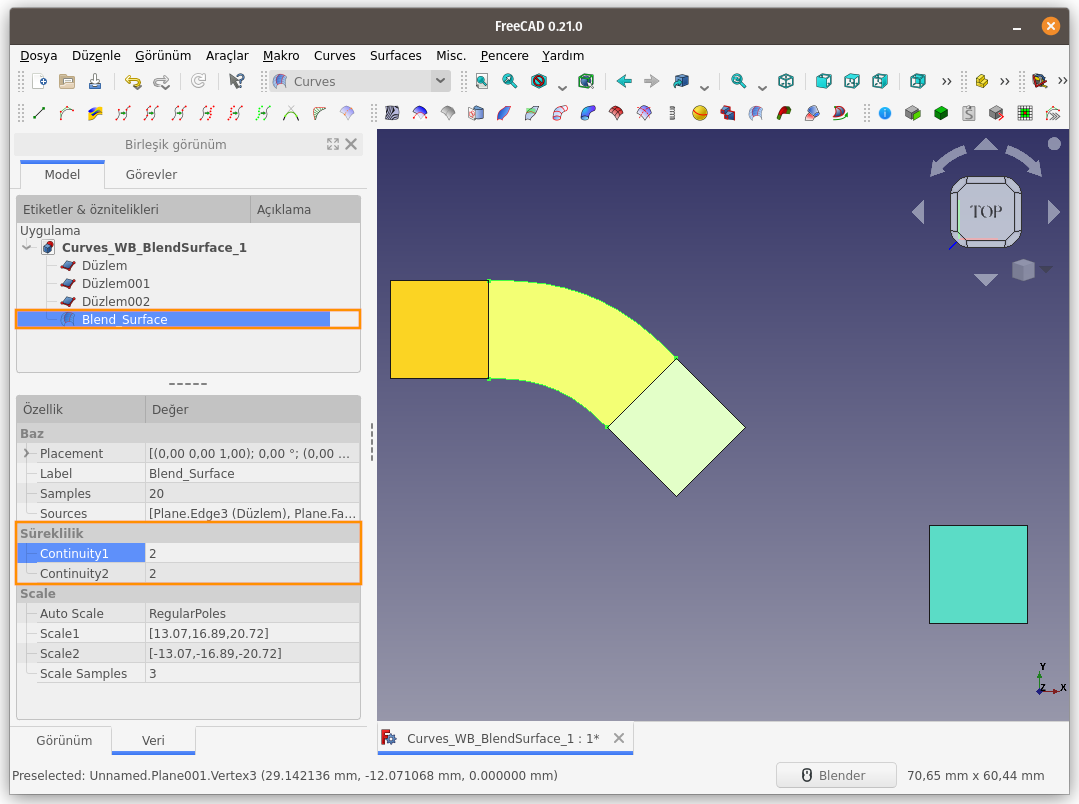 FreeCAD 0.21.0
Dosya Düzenle Görünüm Araçlar Makro Curves Surfaces Misc. Pencere Yardım
Curves
Birleşik görünüm
Model Görevler
Etiketler & öznitelikleri Açıklama
Uygulama
Curves_WB_BlendSurface_1
Düzlem
Düzlem001
Düzlem002
Blend_Surface
Özellik Değer
Baz
Placement [(0,00 0,00 1,00); 0,00 °; (0,00 ...
Label Blend_Surface
Samples 20
Sources [Plane.Edge3 (Düzlem), Plane.Fa...
Süreklilik
Continuity1 2
Continuity2 2
Scale
Auto Scale RegularPoles
Scale1 [13.07,16.89,20.72]
Scale2 [-13.07,-16.89,-20.72]
Scale Samples 3
Görünüm Veri
TOP
Y
Z X
Curves_WB_BlendSurface_1 : 1*
Preselected: Unnamed.Plane001.Vertex3 (29.142136 mm, -12.071068 mm, 0.000000 mm)
Blender 70,65 mm x 60,44 mm